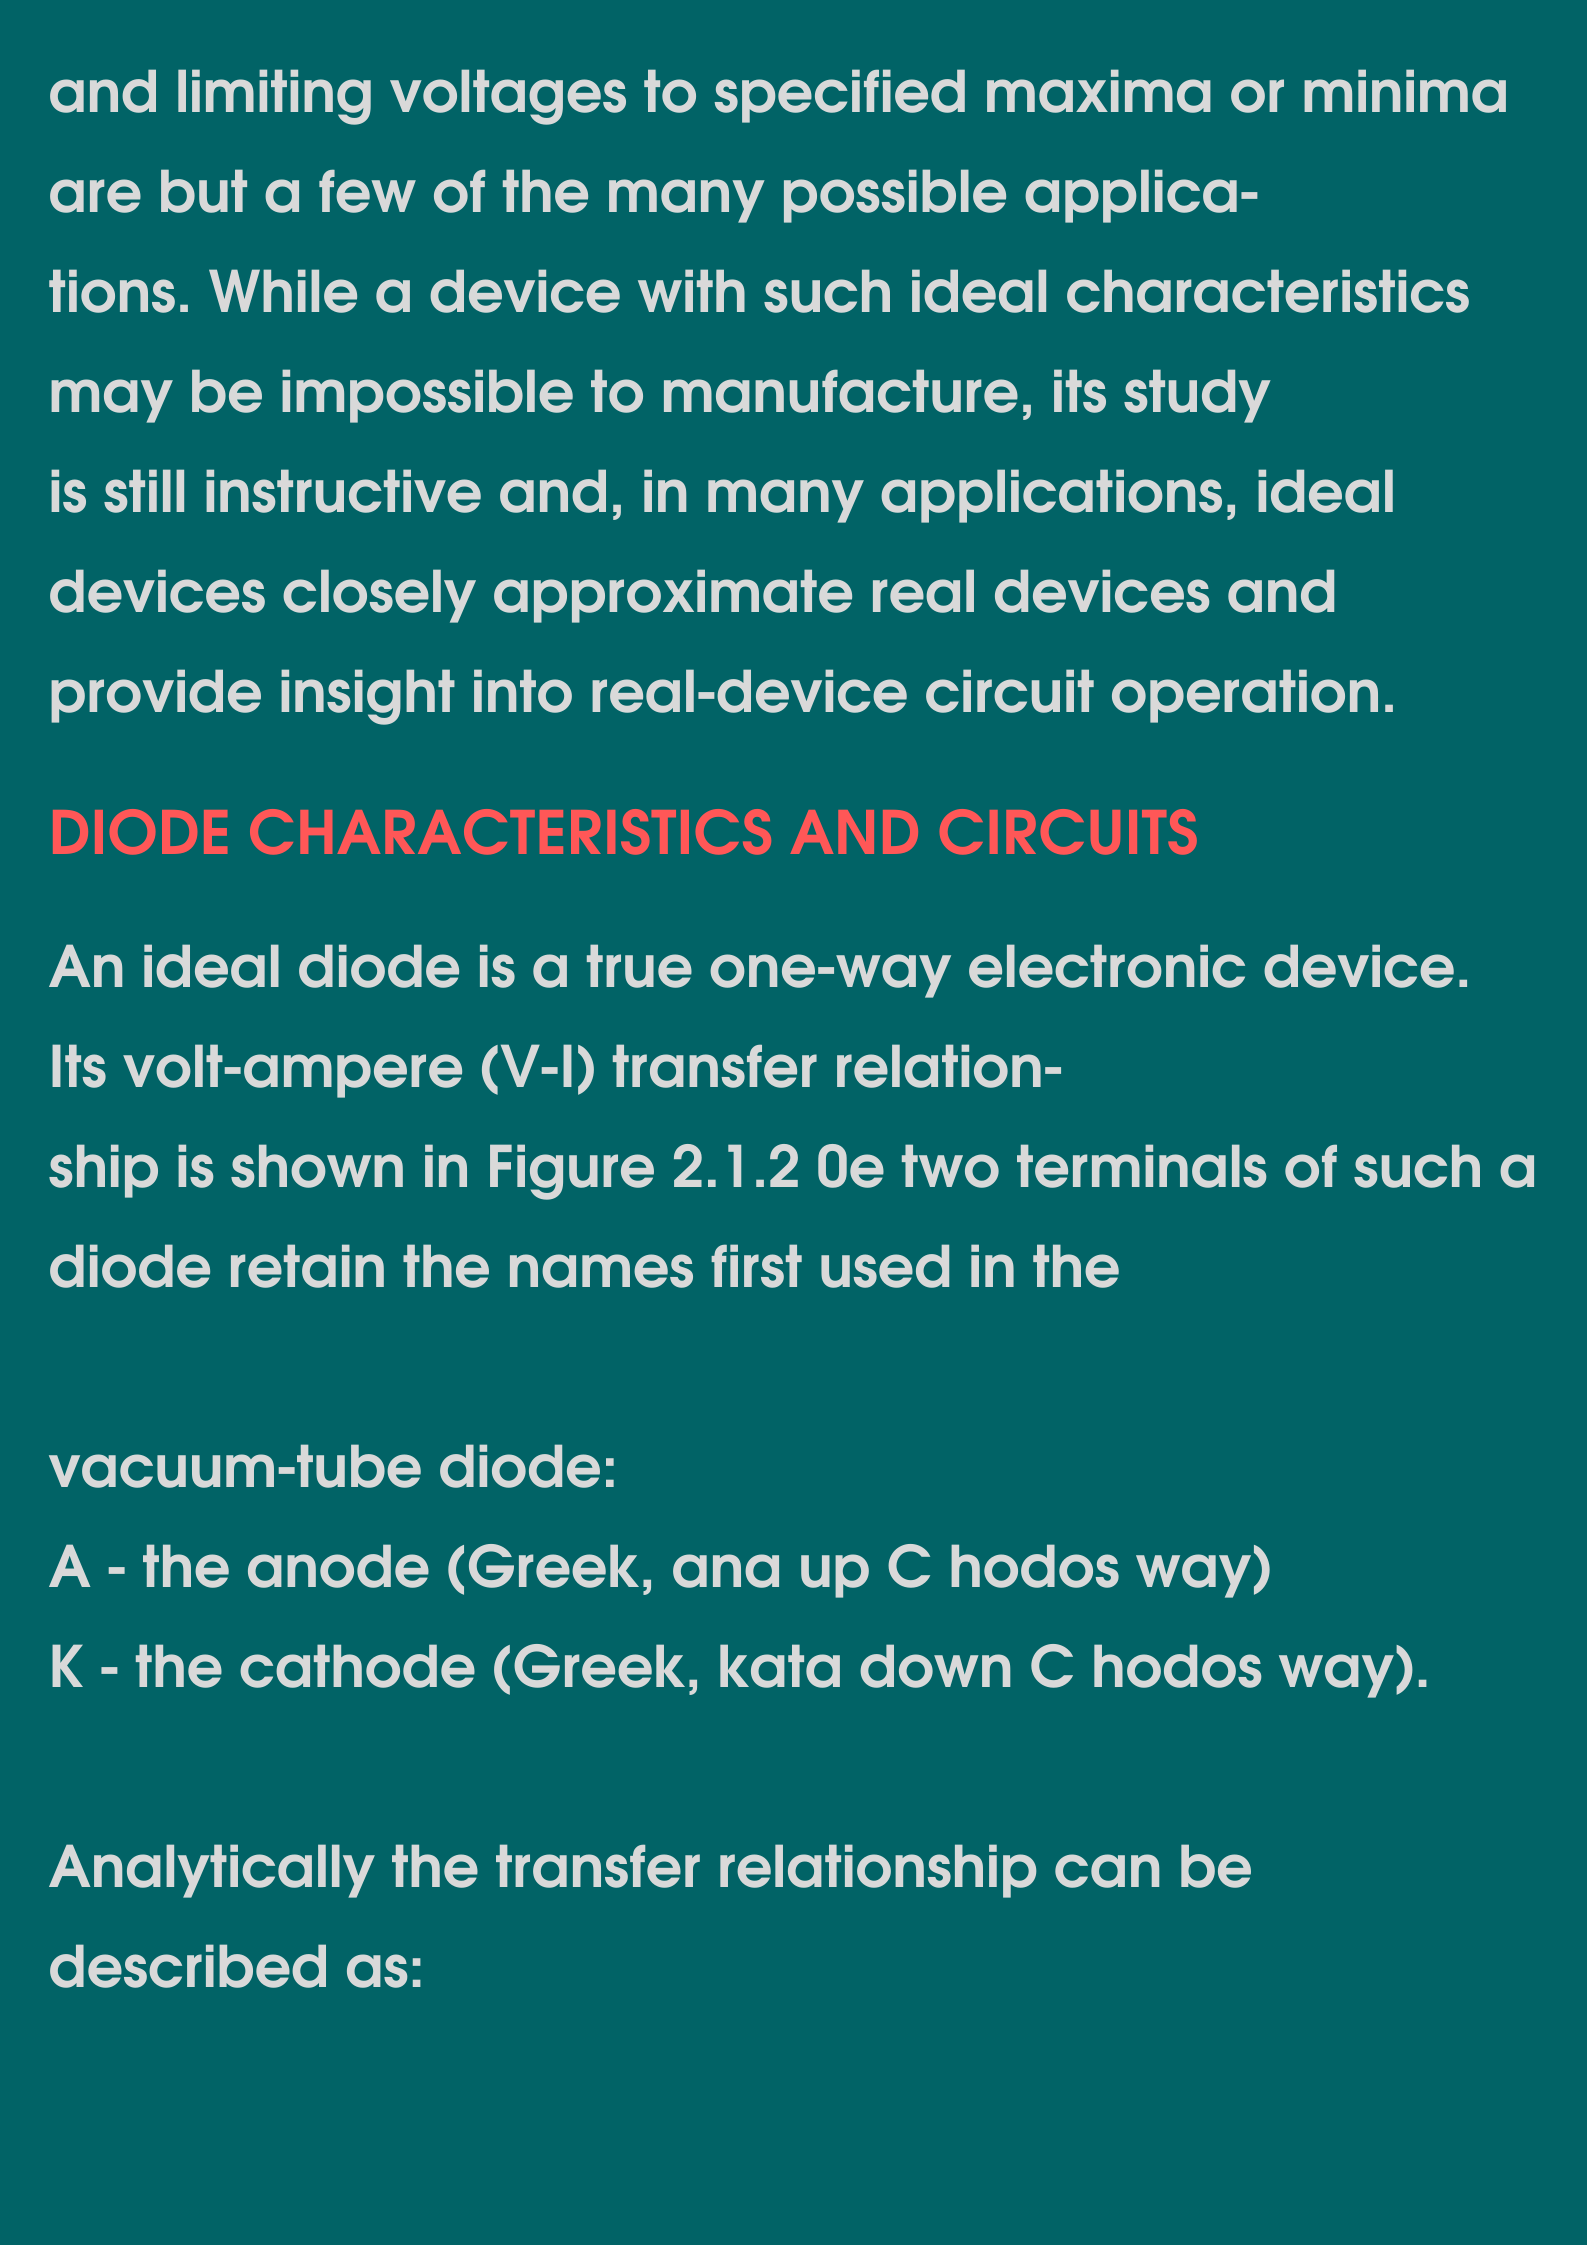 and limiting voltages to specified maxima or minima
are but a few of the many possible applica-
tions. While a device with such ideal characteristics
may be impossible to manufacture, its study
is still instructive and, in many applications, ideal
devices closely approximate real devices and
provide insight into real-device circuit operation.
DIODE CHARACTERISTICS AND CIRCUITS
An ideal diode is a true one-way electronic device.
Its volt-ampere (V-I) transfer relation-
ship is shown in Figure 2.1.2 0e two terminals of such a
diode retain the names first used in the
vacuum-tube diode:
A - the anode (Greek, ana up C hodos way)
K - the cathode (Greek, kata down C hodos way).
Analytically the transfer relationship can be
described as: